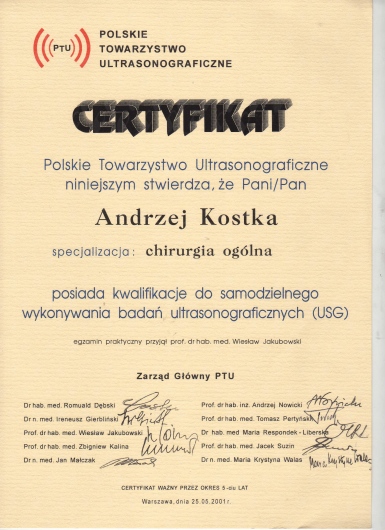 PTU
POLSKIE
TOWARZYSTWO
ULTRASONOGRAFICZNE
CERTYFIKAT
Polskie Towarzystwo Ultrasonograficzne
niniejszym stwierdza, że Pani/Pan
Andrzej Kostka
specjalizacja: chirurgia ogólna
posiada kwalifikacje do samodzielnego
wykonywania badań ultrasonograficznych (USG)
egzamin praktyczny przyjął prof. dr hab. med. Wiesław Jakubowski
Zarząd Główny PTU
Dr hab. med. Romuald Dębski
Dr n. med. Ireneusz Gierbliński
Prof. dr hab. med. Wiesław Jakubowski
Prof. dr hab. med. Zbigniew Kalina
Dr n. med. Jan Małczak
Prof. dr hab. inż. Andrzej Nowicki
Prof. dr hab. med. Tomasz Pertyński
Dr hab. med. Maria Respondek-Liberska
Prof. dr hab. med. Jacek Suzin
Dr n. med. Maria Krystyna Walas
CERTYFIKAT WAŻNY PRZEZ OKRES 5-ciu LAT
Warszawa, dnia 25.05.2001 r.